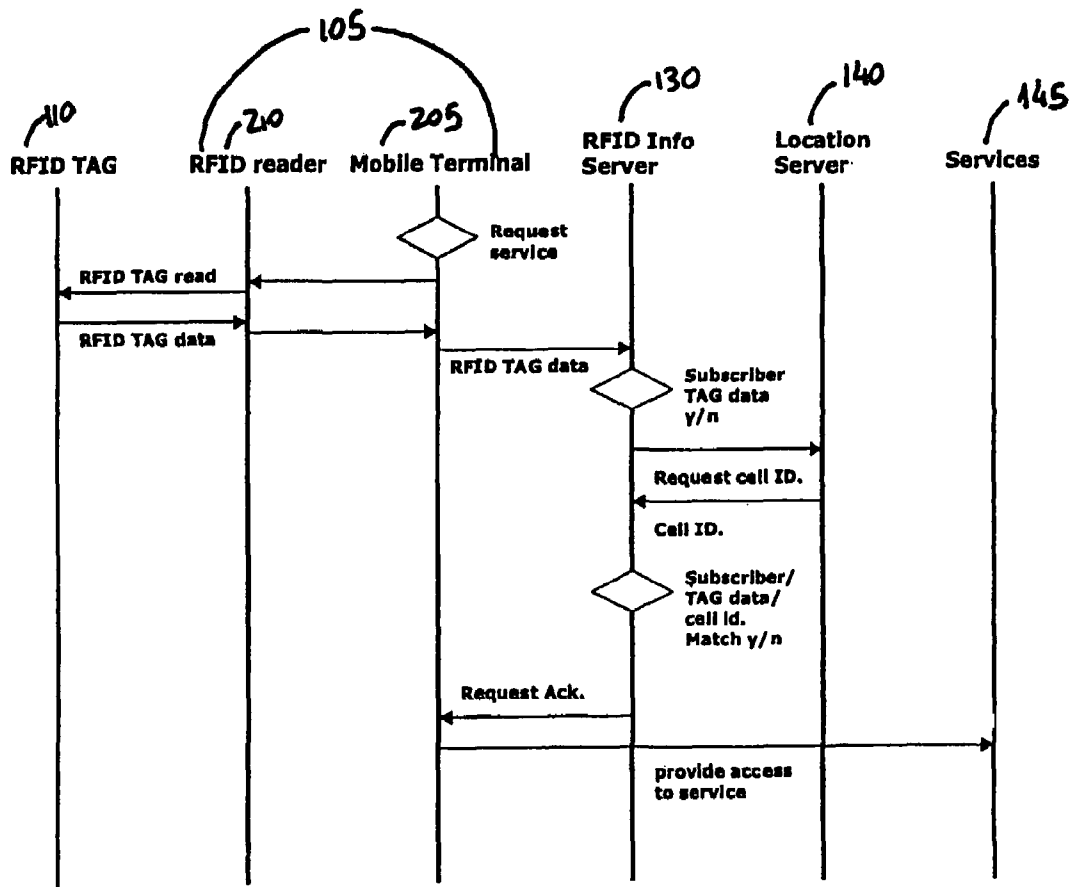 105
110
210
205
130
140
145
RFID TAG
RFID reader
Mobile Terminal
RFID Info
Server
Location
Server
Services
Request
service
RFID TAG read
RFID TAG data
RFID TAG data
Subscriber
TAG data
y/n
Request cell ID.
Cell ID.
Subscriber/
TAG data/
cell id.
Match y/n
Request Ack.
provide access
to service